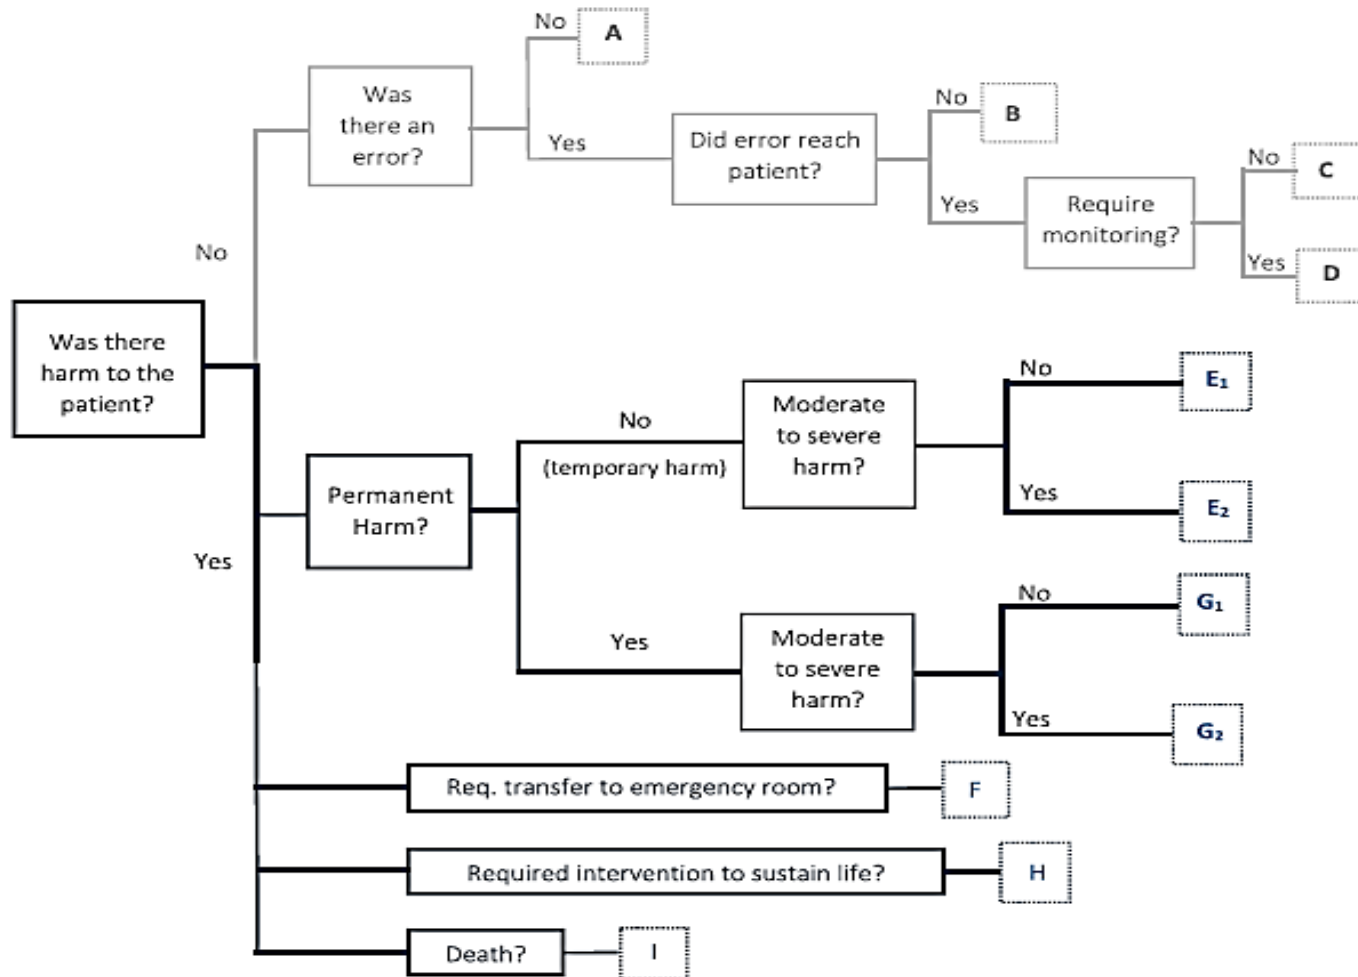 No
A
Was
there an
error?
Yes
Did error reach
patient?
No
B
Yes
Require
monitoring?
No
C
Yes
D
No
Was there
harm to the
patient?
Yes
Permanent
Harm?
No
(temporary harm)
Moderate
to severe
harm?
No
E₁
Yes
E₂
Yes
Moderate
to severe
harm?
No
G₁
Yes
G₂
Req. transfer to emergency room?
F
Required intervention to sustain life?
H
Death?
I